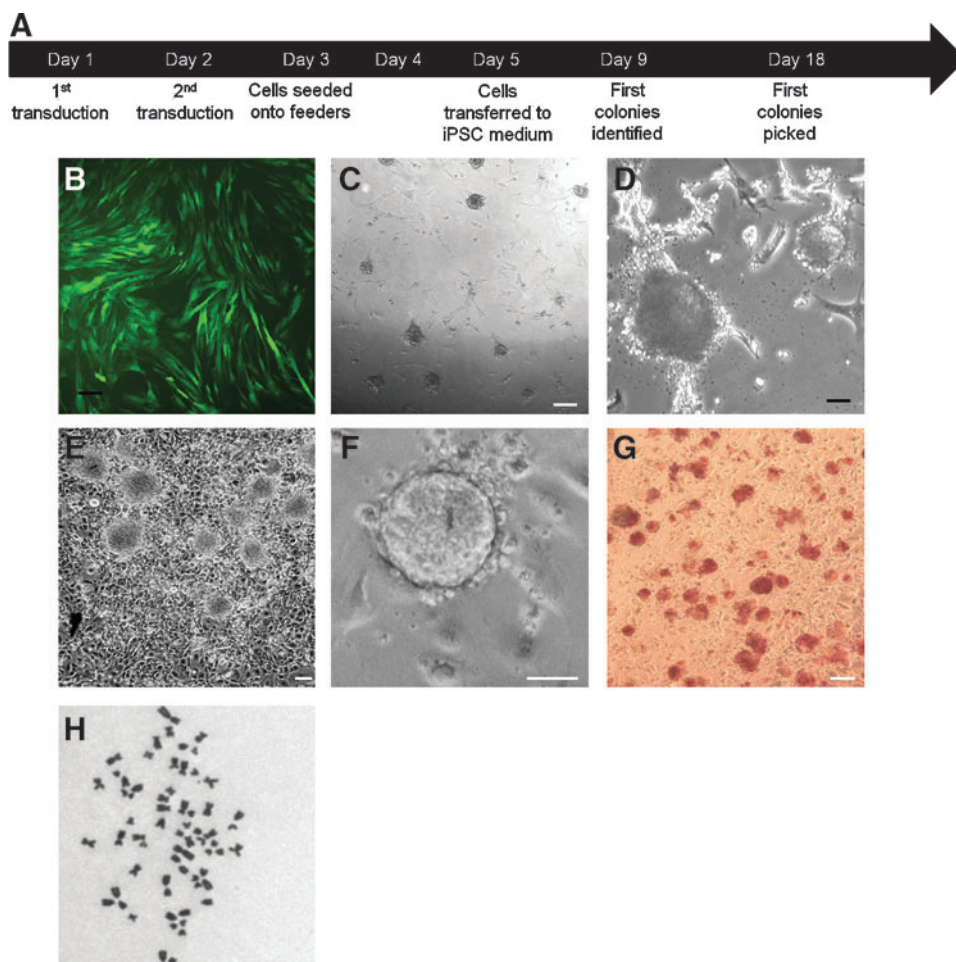 A
Day 1 Day 2 Day 3 Day 4 Day 5 Day 9 Day 18
1st transduction
2nd transduction
Cells seeded onto feeders
Cells transferred to iPSC medium
First colonies identified
First colonies picked
B
C
D
E
F
G
H